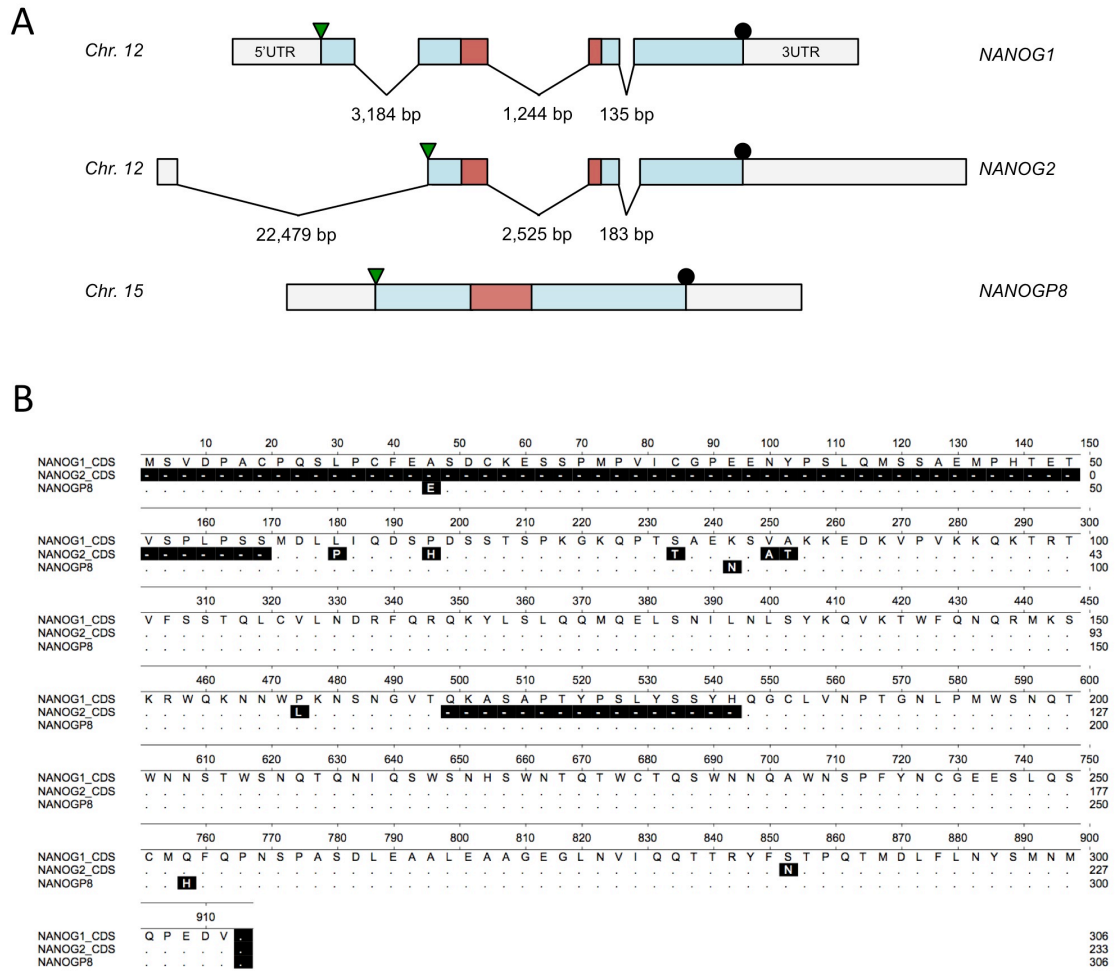 A
Chr. 12 5'UTR 3UTR NANOG1
3,184 bp 1,244 bp 135 bp
Chr. 12 NANOG2
22,479 bp 2,525 bp 183 bp
Chr. 15 NANOGP8
B
10 20 30 40 50 60 70 80 90 100 110 120 130 140 150
NANOG1_CDS M S V D P A C P Q S L P C F E A S D C K E S S P M P V I C G P E E N Y P S L Q M S S A E M P H T E T 50
NANOG2_CDS - - - - - - - - - - - - - - - - - - - - - - - - - - - - - - - - - - - - - - - - - - - - - - - - - - 0
NANOGP8 . . . . . . . . . . . . . . . E . . . . . . . . . . . . . . . . . . . . . . . . . . . . . . . . . . 50
160 170 180 190 200 210 220 230 240 250 260 270 280 290 300
NANOG1_CDS V S P L P S S M D L L I Q D S P D S S T S P K G K Q P T S A E K S V A K K E D K V P V K K Q K T R T 100
NANOG2_CDS - - - - - - - . . . P . . . . H . . . . . . . . . . . . T . . . . A T . . . . . . . . . . . . . . . 43
NANOGP8 . . . . . . . . . . . . . . . . . . . . . . . . . . . . . . . N . . . . . . . . . . . . . . . . . . 100
310 320 330 340 350 360 370 380 390 400 410 420 430 440 450
NANOG1_CDS V F S S T Q L C V L N D R F Q R Q K Y L S L Q Q M Q E L S N I L N L S Y K Q V K T W F Q N Q R M K S 150
NANOG2_CDS . . . . . . . . . . . . . . . . . . . . . . . . . . . . . . . . . . . . . . . . . . . . . . . . . . 93
NANOGP8 . . . . . . . . . . . . . . . . . . . . . . . . . . . . . . . . . . . . . . . . . . . . . . . . . . 150
460 470 480 490 500 510 520 530 540 550 560 570 580 590 600
NANOG1_CDS K R W Q K N N W P K N S N G V T Q K A S A P T Y P S L Y S S Y H Q G C L V N P T G N L P M W S N Q T 200
NANOG2_CDS . . . . . . . . L . . . . . . . - - - - - - - - - - - - - - - - . . . . . . . . . . . . . . . . . . 127
NANOGP8 . . . . . . . . . . . . . . . . . . . . . . . . . . . . . . . . . . . . . . . . . . . . . . . . . . 200
610 620 630 640 650 660 670 680 690 700 710 720 730 740 750
NANOG1_CDS W N N S T W S N Q T Q N I Q S W S N H S W N T Q T W C T Q S W N N Q A W N S P F Y N C G E E S L Q S 250
NANOG2_CDS . . . . . . . . . . . . . . . . . . . . . . . . . . . . . . . . . . . . . . . . . . . . . . . . . . 177
NANOGP8 . . . . . . . . . . . . . . . . . . . . . . . . . . . . . . . . . . . . . . . . . . . . . . . . . . 250
760 770 780 790 800 810 820 830 840 850 860 870 880 890 900
NANOG1_CDS C M Q F Q P N S P A S D L E A A L E A A G E G L N V I Q Q T T R Y F S T P Q T M D L F L N Y S M N M 300
NANOG2_CDS . . . . . . . . . . . . . . . . . . . . . . . . . . . . . . . . . . N . . . . . . . . . . . . . . . 227
NANOGP8 . . H . . . . . . . . . . . . . . . . . . . . . . . . . . . . . . . . . . . . . . . . . . . . . . . 300
910
NANOG1_CDS Q P E D V . 306
NANOG2_CDS . . . . . . 233
NANOGP8 . . . . . . 306